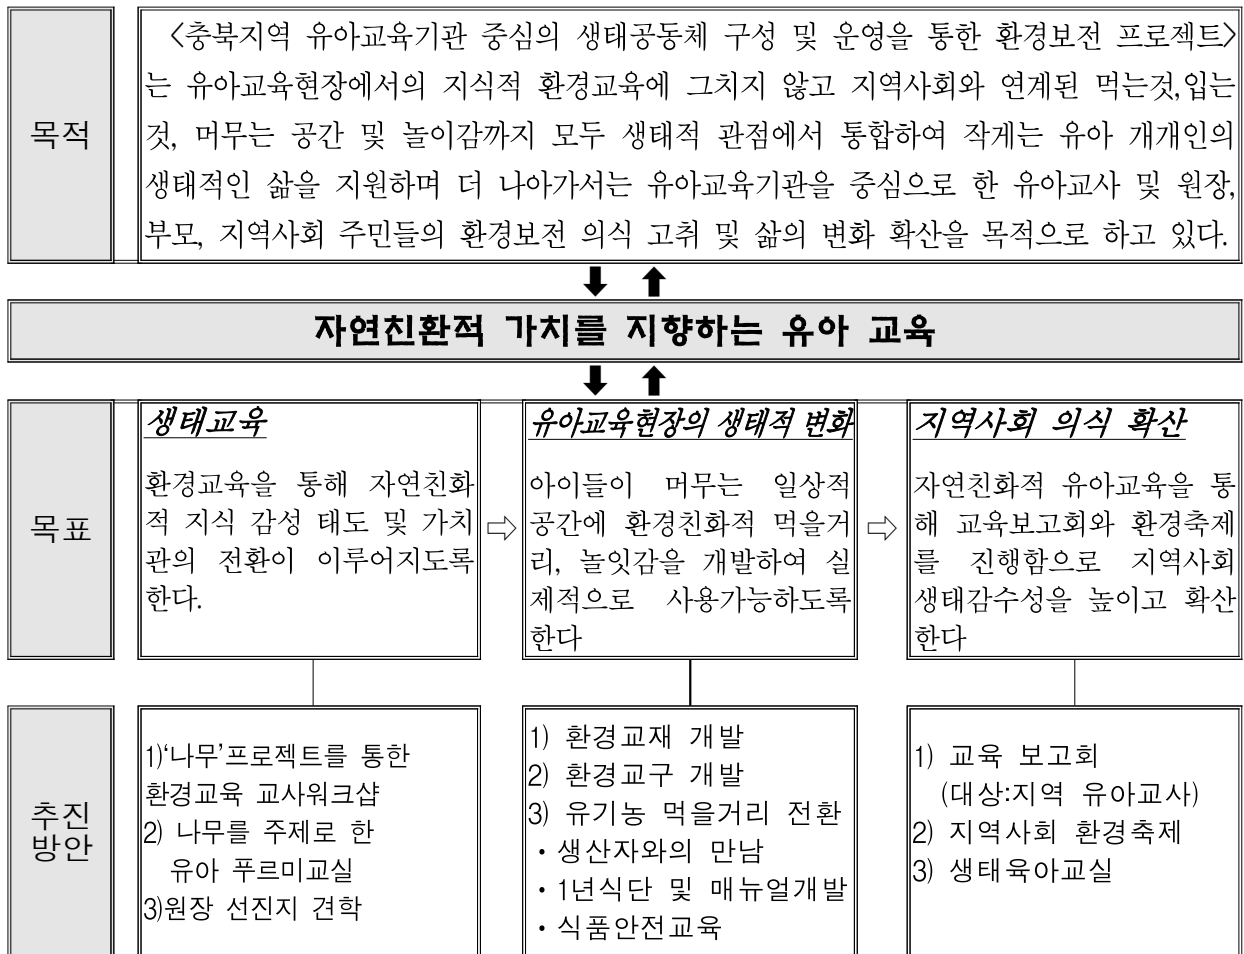 목적
〈충북지역 유아교육기관 중심의 생태공동체 구성 및 운영을 통한 환경보전 프로젝트〉
는 유아교육현장에서의 지식적 환경교육에 그치지 않고 지역사회와 연계된 먹는것,입는
것, 머무는 공간 및 놀이감까지 모두 생태적 관점에서 통합하여 작게는 유아 개개인의
생태적인 삶을 지원하며 더 나아가서는 유아교육기관을 중심으로 한 유아교사 및 원장,
부모, 지역사회 주민들의 환경보전 의식 고취 및 삶의 변화 확산을 목적으로 하고 있다.
자연친환적 가치를 지향하는 유아 교육
목표
생태교육
환경교육을 통해 자연친화
적 지식 감성 태도 및 가치
관의 전환이 이루어지도록
한다.
유아교육현장의 생태적 변화
아이들이 머무는 일상적
공간에 환경친화적 먹을거
리, 놀잇감을 개발하여 실
제적으로 사용가능하도록
한다
지역사회 의식 확산
자연친화적 유아교육을 통
해 교육보고회와 환경축제
를 진행함으로 지역사회
생태감수성을 높이고 확산
한다
추진
방안
1)‘나무’프로젝트를 통한
환경교육 교사워크샵
2) 나무를 주제로 한
유아 푸르미교실
3)원장 선진지 견학
1) 환경교재 개발
2) 환경교구 개발
3) 유기농 먹을거리 전환
・생산자와의 만남
・1년식단 및 매뉴얼개발
・식품안전교육
1) 교육 보고회
(대상:지역 유아교사)
2) 지역사회 환경축제
3) 생태육아교실